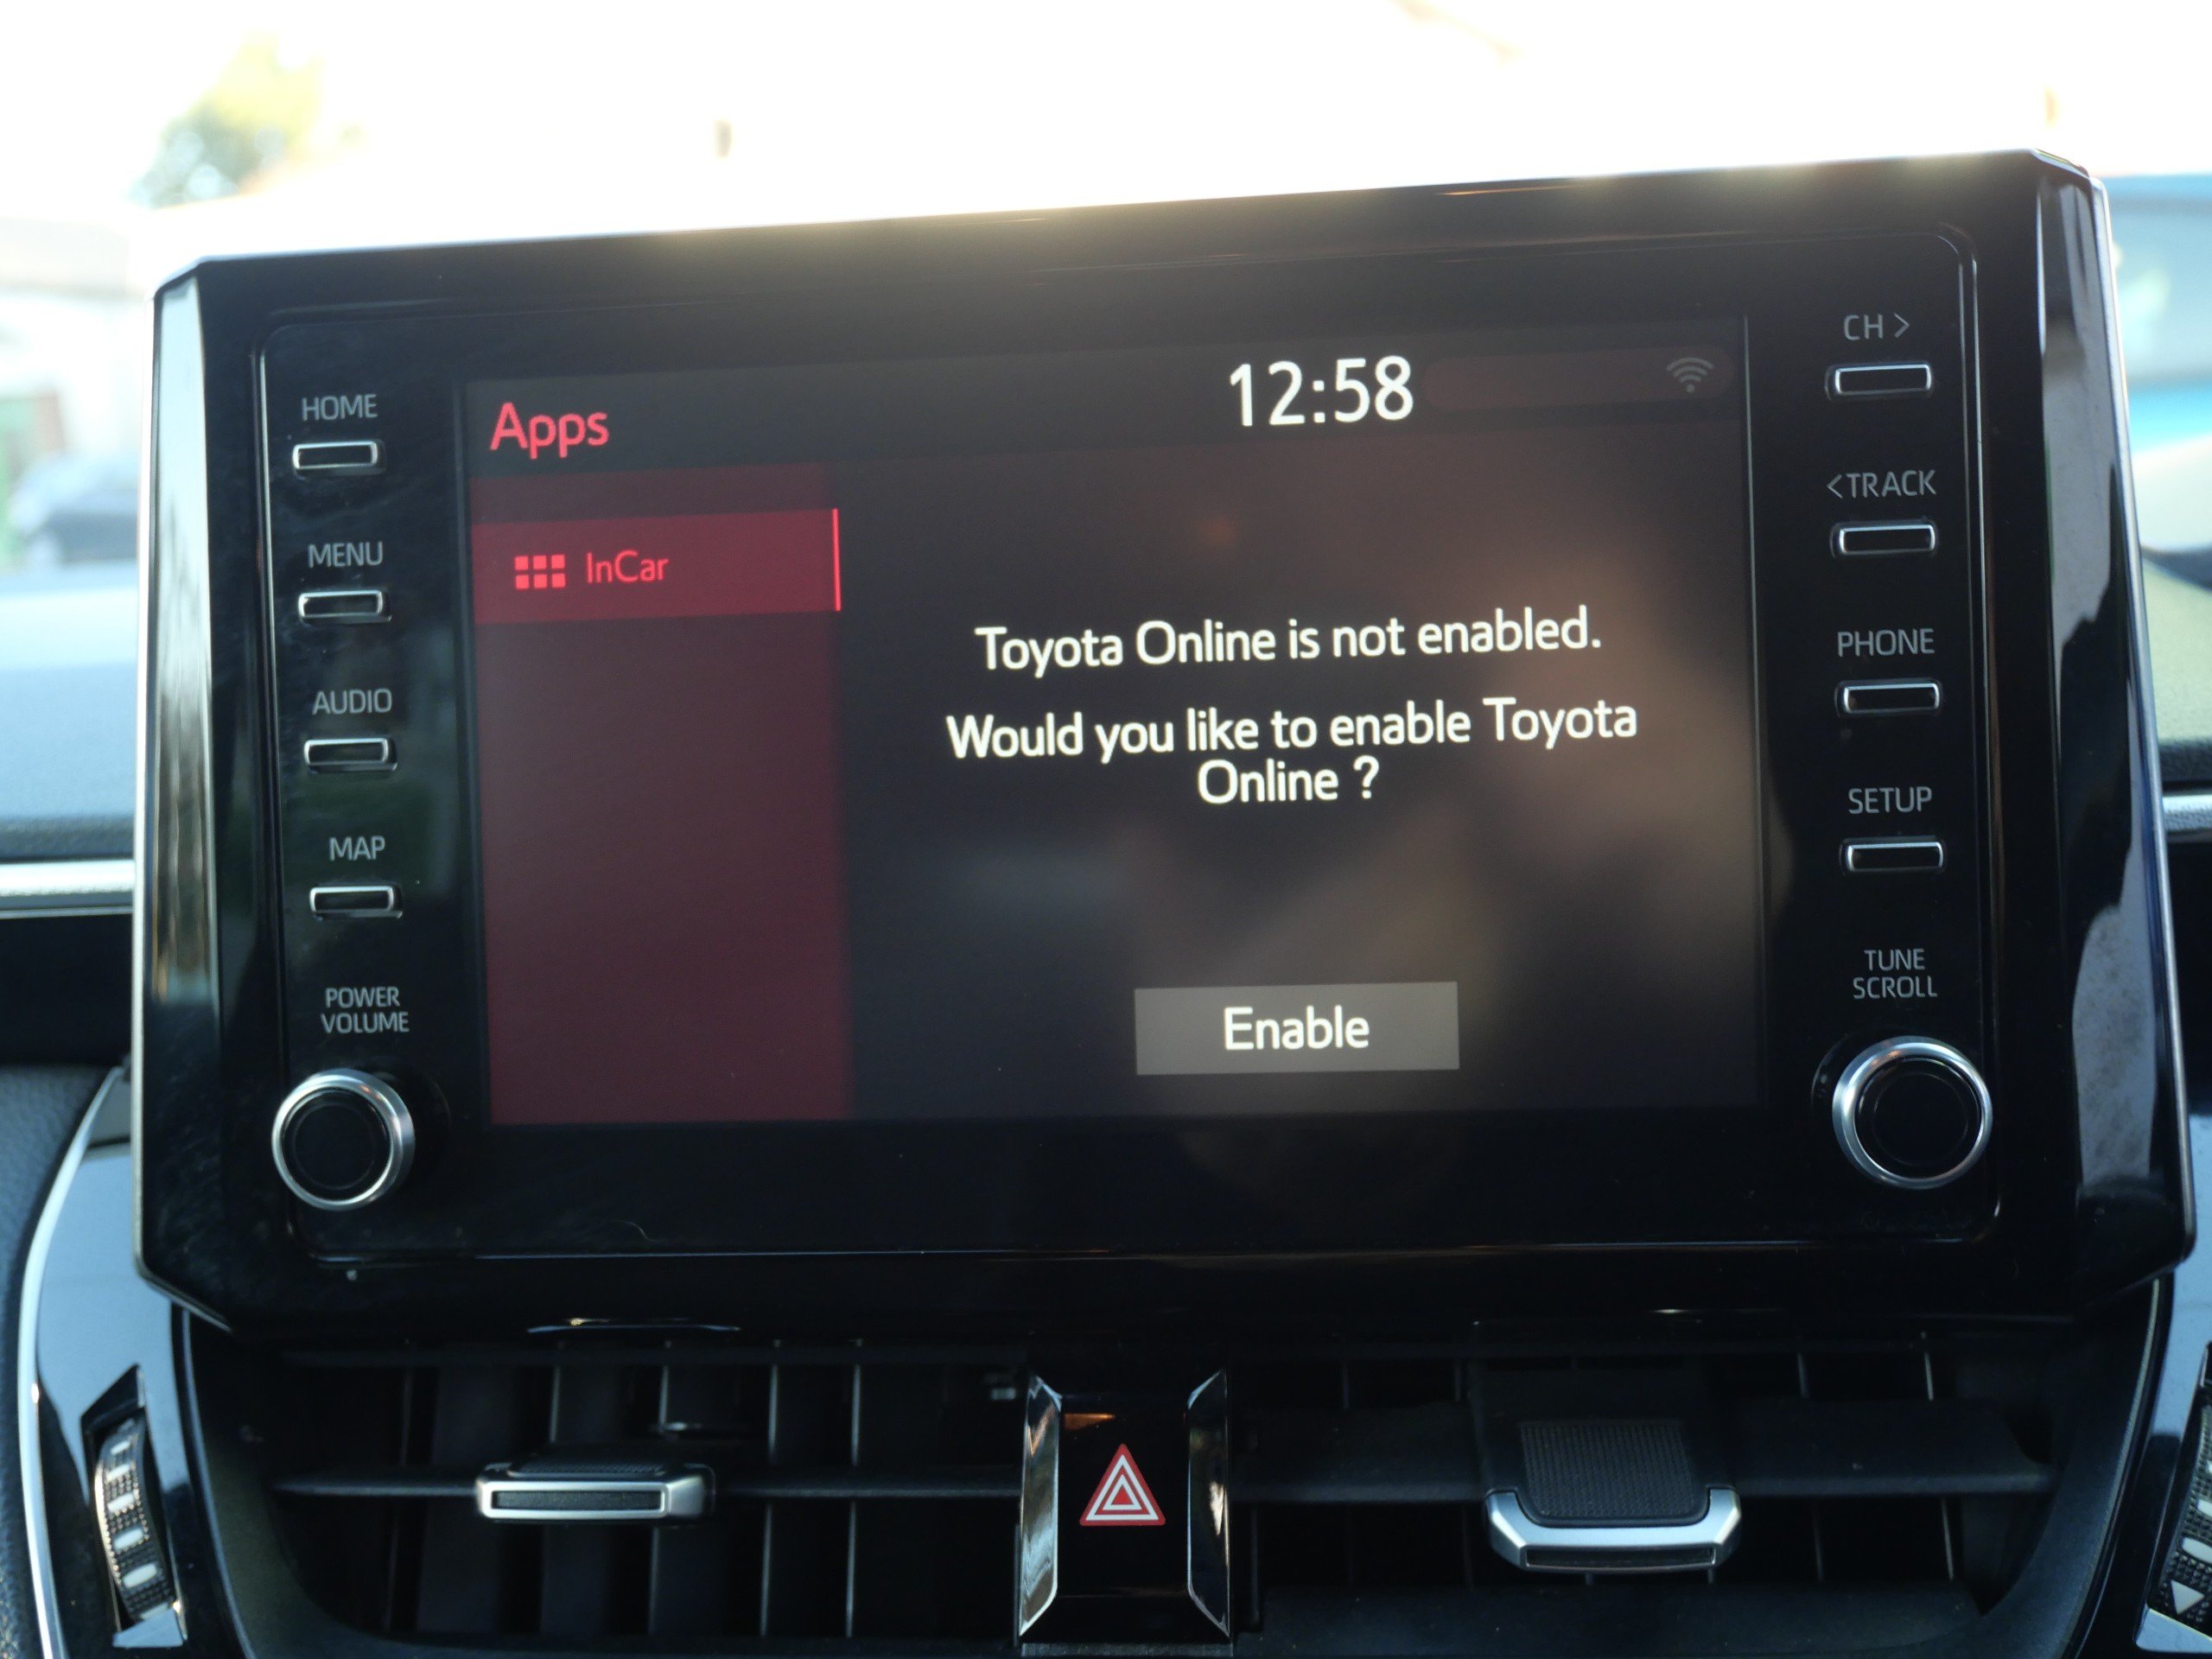 Apps
12:58
InCar
Toyota Online is not enabled.
Would you like to enable Toyota
Online ?
Enable
HOME
MENU
AUDIO
MAP
POWER
VOLUME
CH >
< TRACK
PHONE
SETUP
TUNE
SCROLL